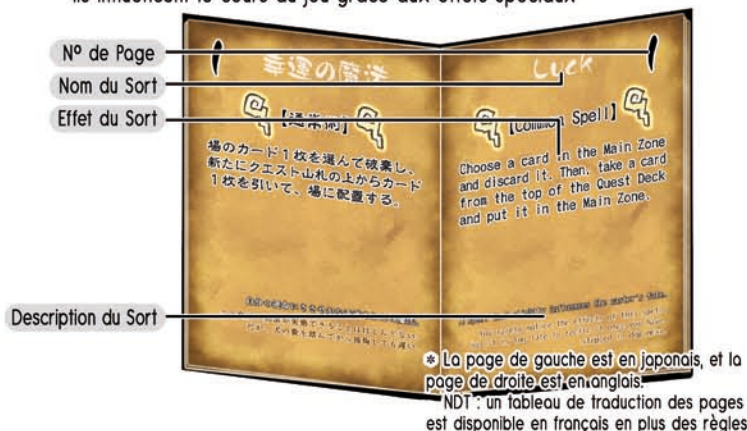 Ils influencent le cours du jeu grâce aux effets spéciaux
Nº de Page
Nom du Sort
Effet du Sort
Description du Sort
幸運の魔法
【通常術】
場のカード1枚を選んで破棄し、
新たにクエスト山札の上からカード
1枚を引いて、場に配置する。
Luck
【Common Spell】
Choose a card in the Main Zone
and discard it. Then, take a card
from the top of the Quest Deck
and put it in the Main Zone.
influences the caster's fate.
* La page de gauche est en japonais, et la
page de droite est en anglais.
NDT : un tableau de traduction des pages
est disponible en français en plus des règles